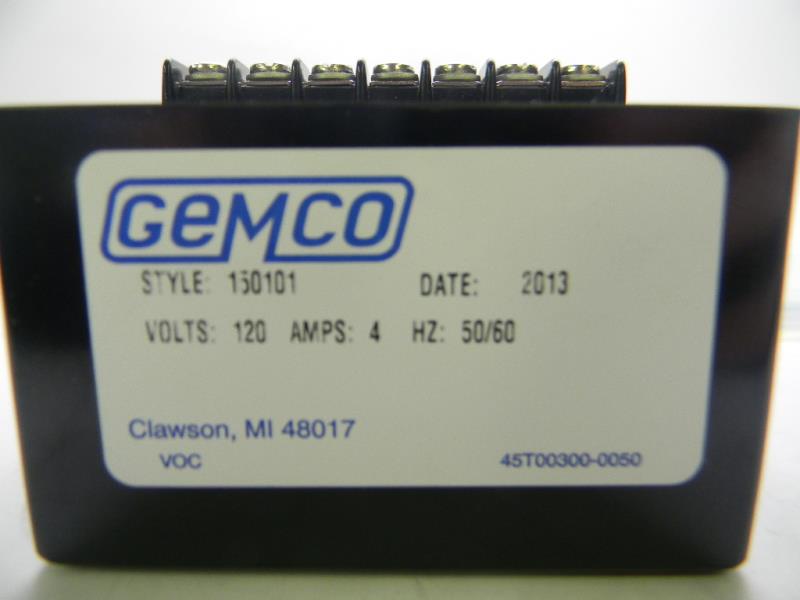 GEMCO
STYLE: 150101 DATE: 2013
VOLTS: 120 AMPS: 4 HZ: 50/60
Clawson, MI 48017
VOC 45T00300-0050